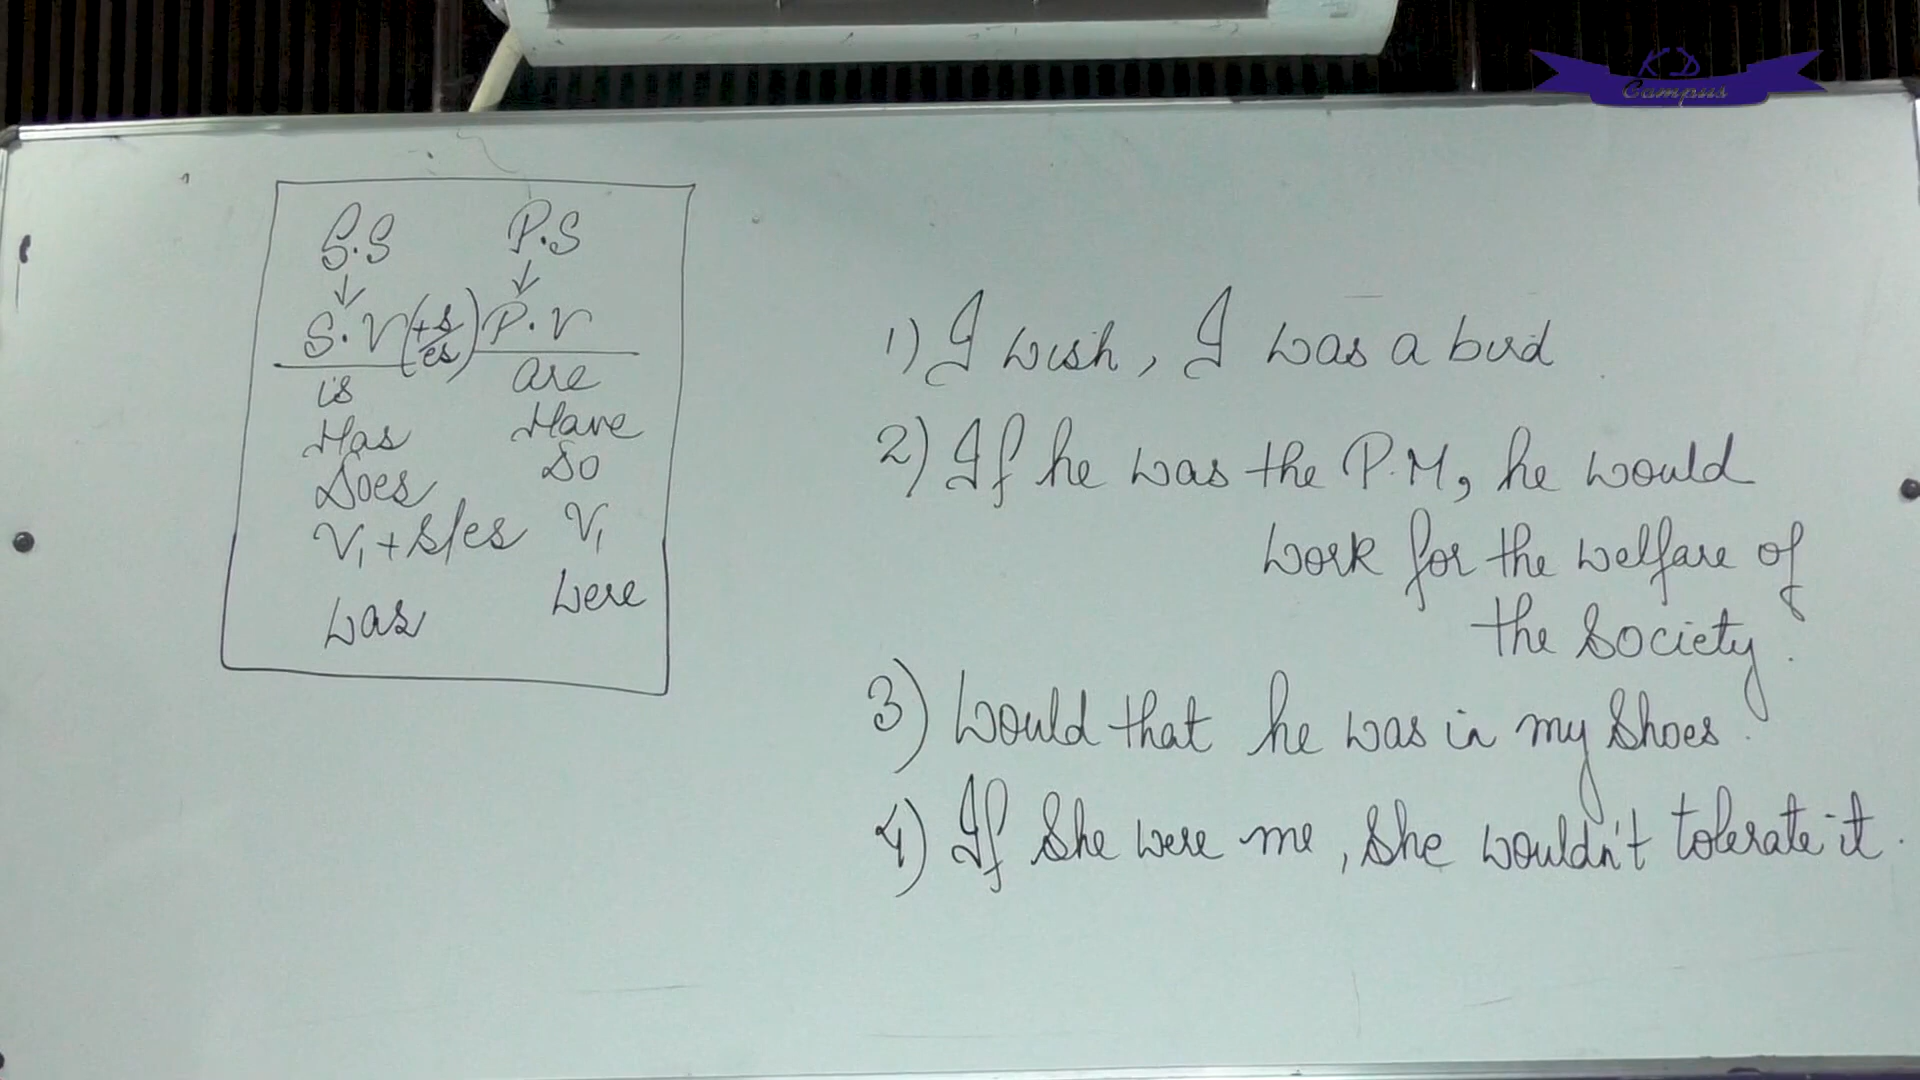 K D
Campus
S.S P.S
↓ ↓
S.V (+s/es) P.V
is are
Has Have
Does Do
V₁+s/es V₁
was were
1) I wish, I was a bird
2) If he was the P.M, he would
work for the welfare of
the society.
3) Would that he was in my shoes.
4) If she were me, she wouldn't tolerate it.